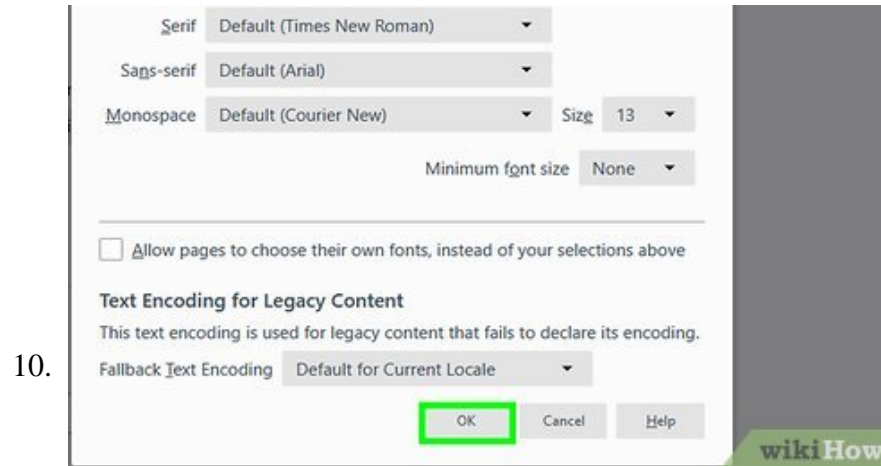 Serif Default (Times New Roman)
Sans-serif Default (Arial)
Monospace Default (Courier New) Size 13
Minimum font size None
Allow pages to choose their own fonts, instead of your selections above
Text Encoding for Legacy Content
This text encoding is used for legacy content that fails to declare its encoding.
10. Fallback Text Encoding Default for Current Locale
OK Cancel Help
wikiHow